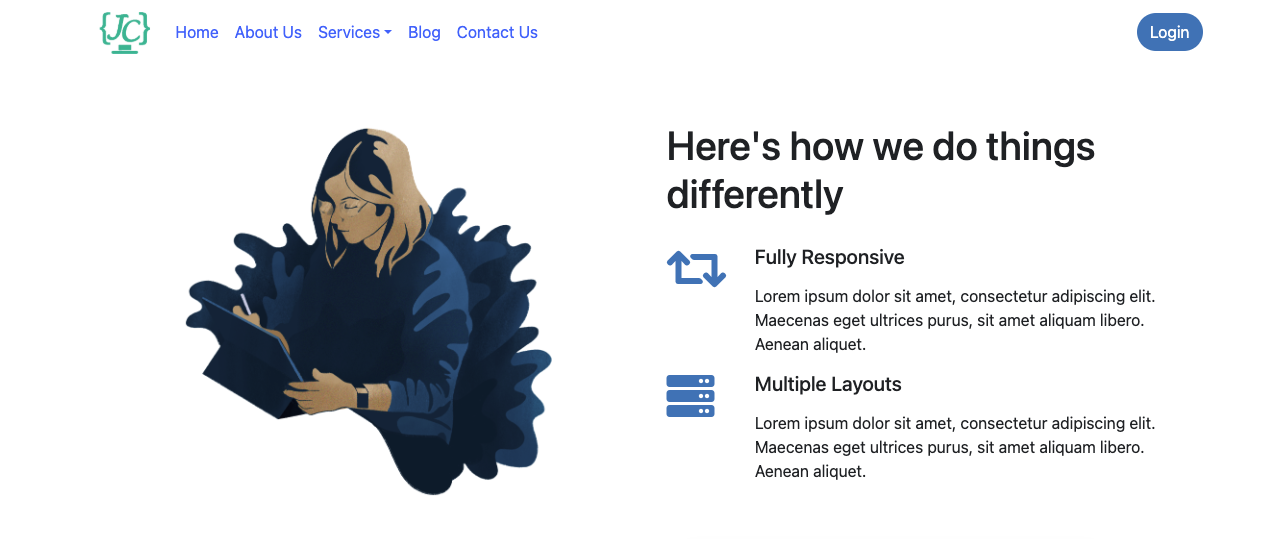 {JC}
Home About Us Services Blog Contact Us Login
Here's how we do things
differently
Fully Responsive
Lorem ipsum dolor sit amet, consectetur adipiscing elit.
Maecenas eget ultrices purus, sit amet aliquam libero.
Aenean aliquet.
Multiple Layouts
Lorem ipsum dolor sit amet, consectetur adipiscing elit.
Maecenas eget ultrices purus, sit amet aliquam libero.
Aenean aliquet.